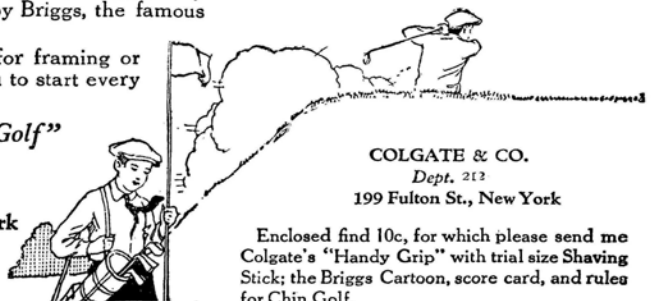 by Briggs, the famous
for framing or
to start every
Golf"
rk
COLGATE & CO.
Dept. 212
199 Fulton St., New York
Enclosed find 10c, for which please send me
Colgate's "Handy Grip" with trial size Shaving
Stick; the Briggs Cartoon, score card, and rules
for Chin Golf